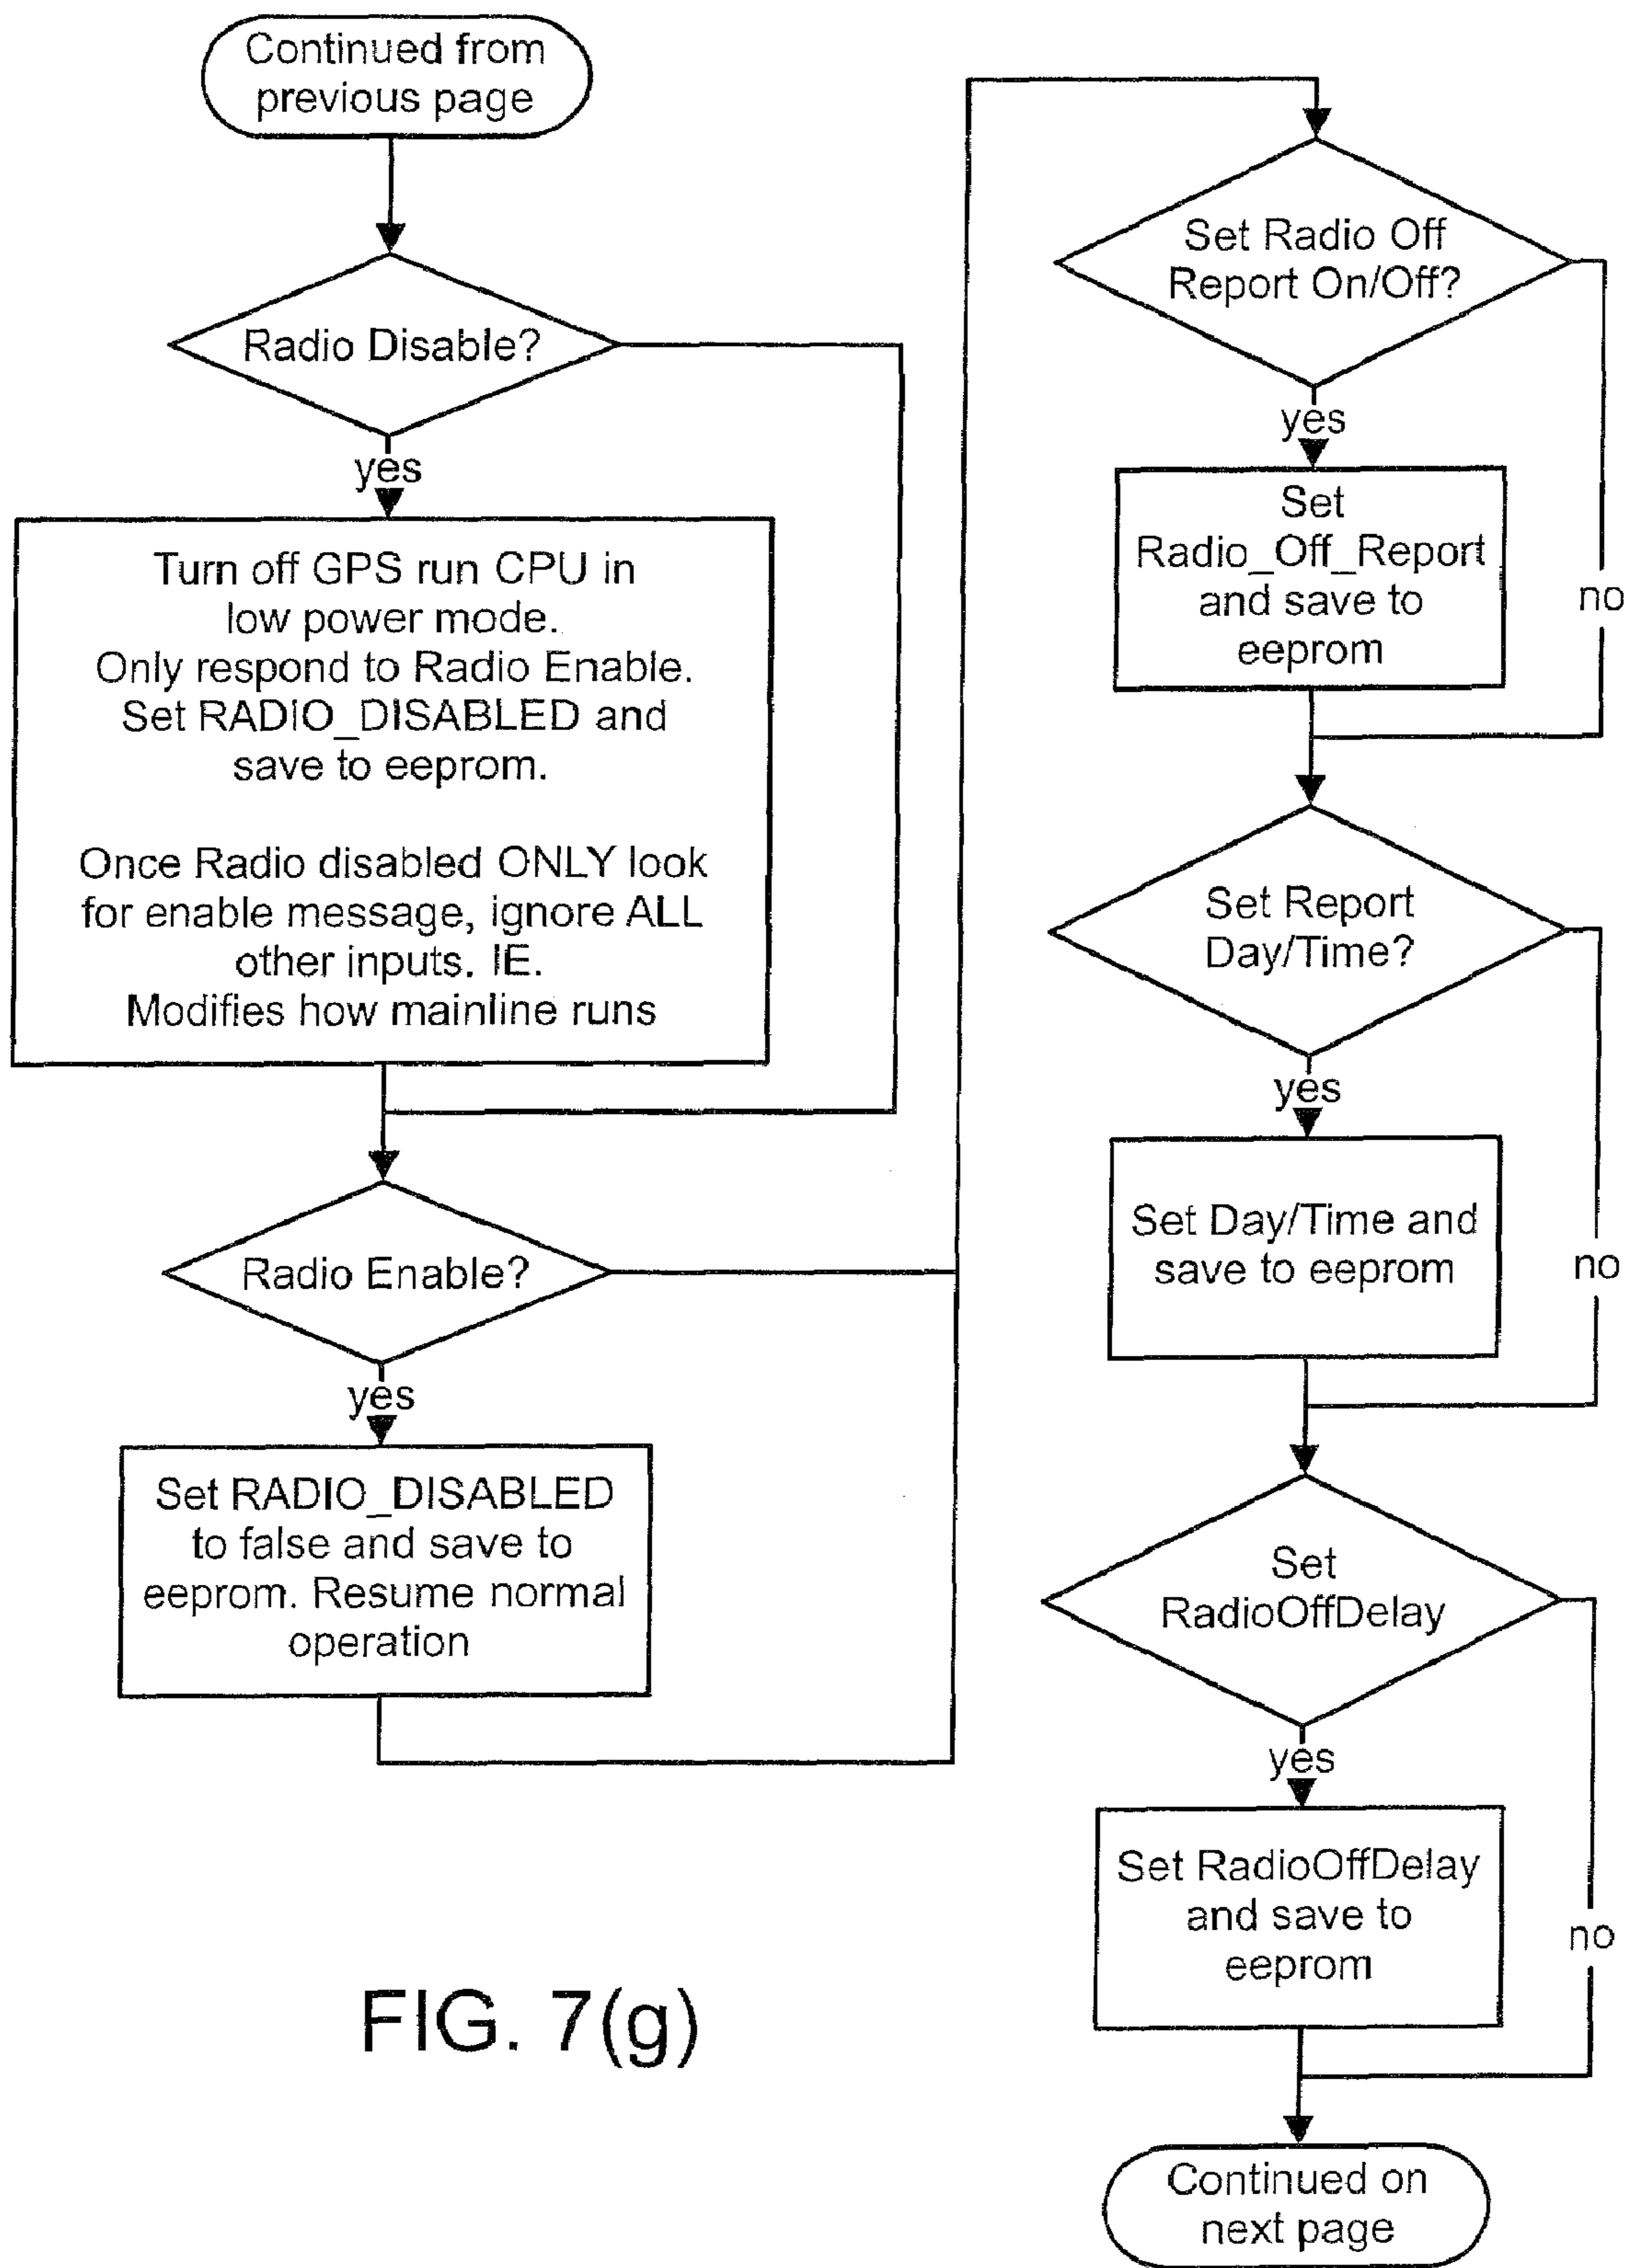 Continued from
previous page
Radio Disable?
yes
Turn off GPS run CPU in
low power mode.
Only respond to Radio Enable.
Set RADIO_DISABLED and
save to eeprom.
Once Radio disabled ONLY look
for enable message, ignore ALL
other inputs. IE.
Modifies how mainline runs
Radio Enable?
yes
Set RADIO_DISABLED
to false and save to
eeprom. Resume normal
operation
Set Radio Off
Report On/Off?
yes
Set
Radio_Off_Report
and save to
eeprom
no
Set Report
Day/Time?
yes
Set Day/Time and
save to eeprom
no
Set
RadioOffDelay
yes
Set RadioOffDelay
and save to
eeprom
no
Continued on
next page
FIG. 7(g)